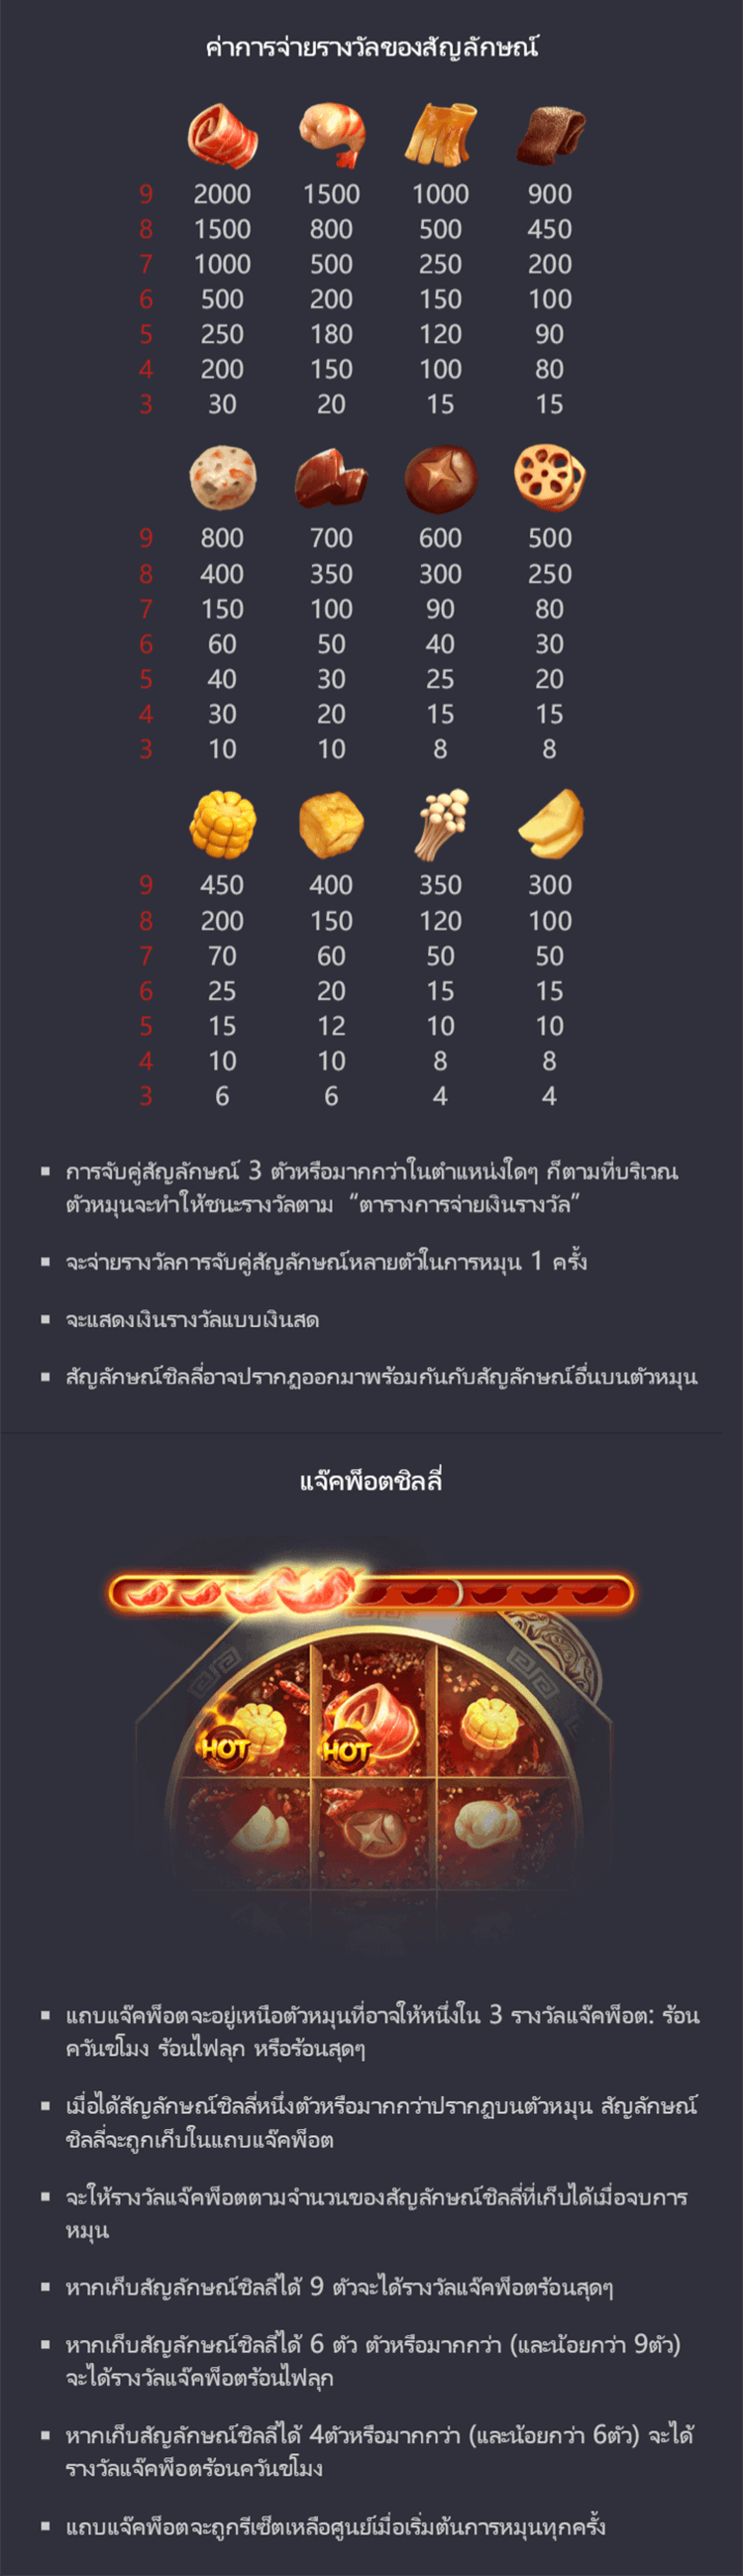 ค่าการจ่ายรางวัลของสัญลักษณ์
9 2000 1500 1000 900
8 1500 800 500 450
7 1000 500 250 200
6 500 200 150 100
5 250 180 120 90
4 200 150 100 80
3 30 20 15 15
9 800 700 600 500
8 400 350 300 250
7 150 100 90 80
6 60 50 40 30
5 40 30 25 20
4 30 20 15 15
3 10 10 8 8
9 450 400 350 300
8 200 150 120 100
7 70 60 50 50
6 25 20 15 15
5 15 12 10 10
4 10 10 8 8
3 6 6 4 4
▪ การจับคู่สัญลักษณ์ 3 ตัวหรือมากกว่าในตำแหน่งใดๆ ก็ตามที่บริเวณ
ตัวหมุนจะทำให้ชนะรางวัลตาม “ตารางการจ่ายเงินรางวัล”
▪ จะจ่ายรางวัลการจับคู่สัญลักษณ์หลายตัวในการหมุน 1 ครั้ง
▪ จะแสดงเงินรางวัลแบบเงินสด
▪ สัญลักษณ์ชิลลี่อาจปรากฏออกมาพร้อมกันกับสัญลักษณ์อื่นบนตัวหมุน
แจ๊คพ็อตชิลลี่
HOT HOT
▪ แถบแจ๊คพ็อตจะอยู่เหนือตัวหมุนที่อาจให้หนึ่งใน 3 รางวัลแจ๊คพ็อต: ร้อน
ควันขโมง ร้อนไฟลุก หรือร้อนสุดๆ
▪ เมื่อได้สัญลักษณ์ชิลลี่หนึ่งตัวหรือมากกว่าปรากฏบนตัวหมุน สัญลักษณ์
ชิลลี่จะถูกเก็บในแถบแจ๊คพ็อต
▪ จะให้รางวัลแจ๊คพ็อตตามจำนวนของสัญลักษณ์ชิลลี่ที่เก็บได้เมื่อจบการ
หมุน
▪ หากเก็บสัญลักษณ์ชิลลี่ได้ 9 ตัวจะได้รางวัลแจ๊คพ็อตร้อนสุดๆ
▪ หากเก็บสัญลักษณ์ชิลลี่ได้ 6 ตัว ตัวหรือมากกว่า (และน้อยกว่า 9ตัว)
จะได้รางวัลแจ๊คพ็อตร้อนไฟลุก
▪ หากเก็บสัญลักษณ์ชิลลี่ได้ 4ตัวหรือมากกว่า (และน้อยกว่า 6ตัว) จะได้
รางวัลแจ๊คพ็อตร้อนควันขโมง
▪ แถบแจ๊คพ็อตจะถูกรีเซ็ตเหลือศูนย์เมื่อเริ่มต้นการหมุนทุกครั้ง